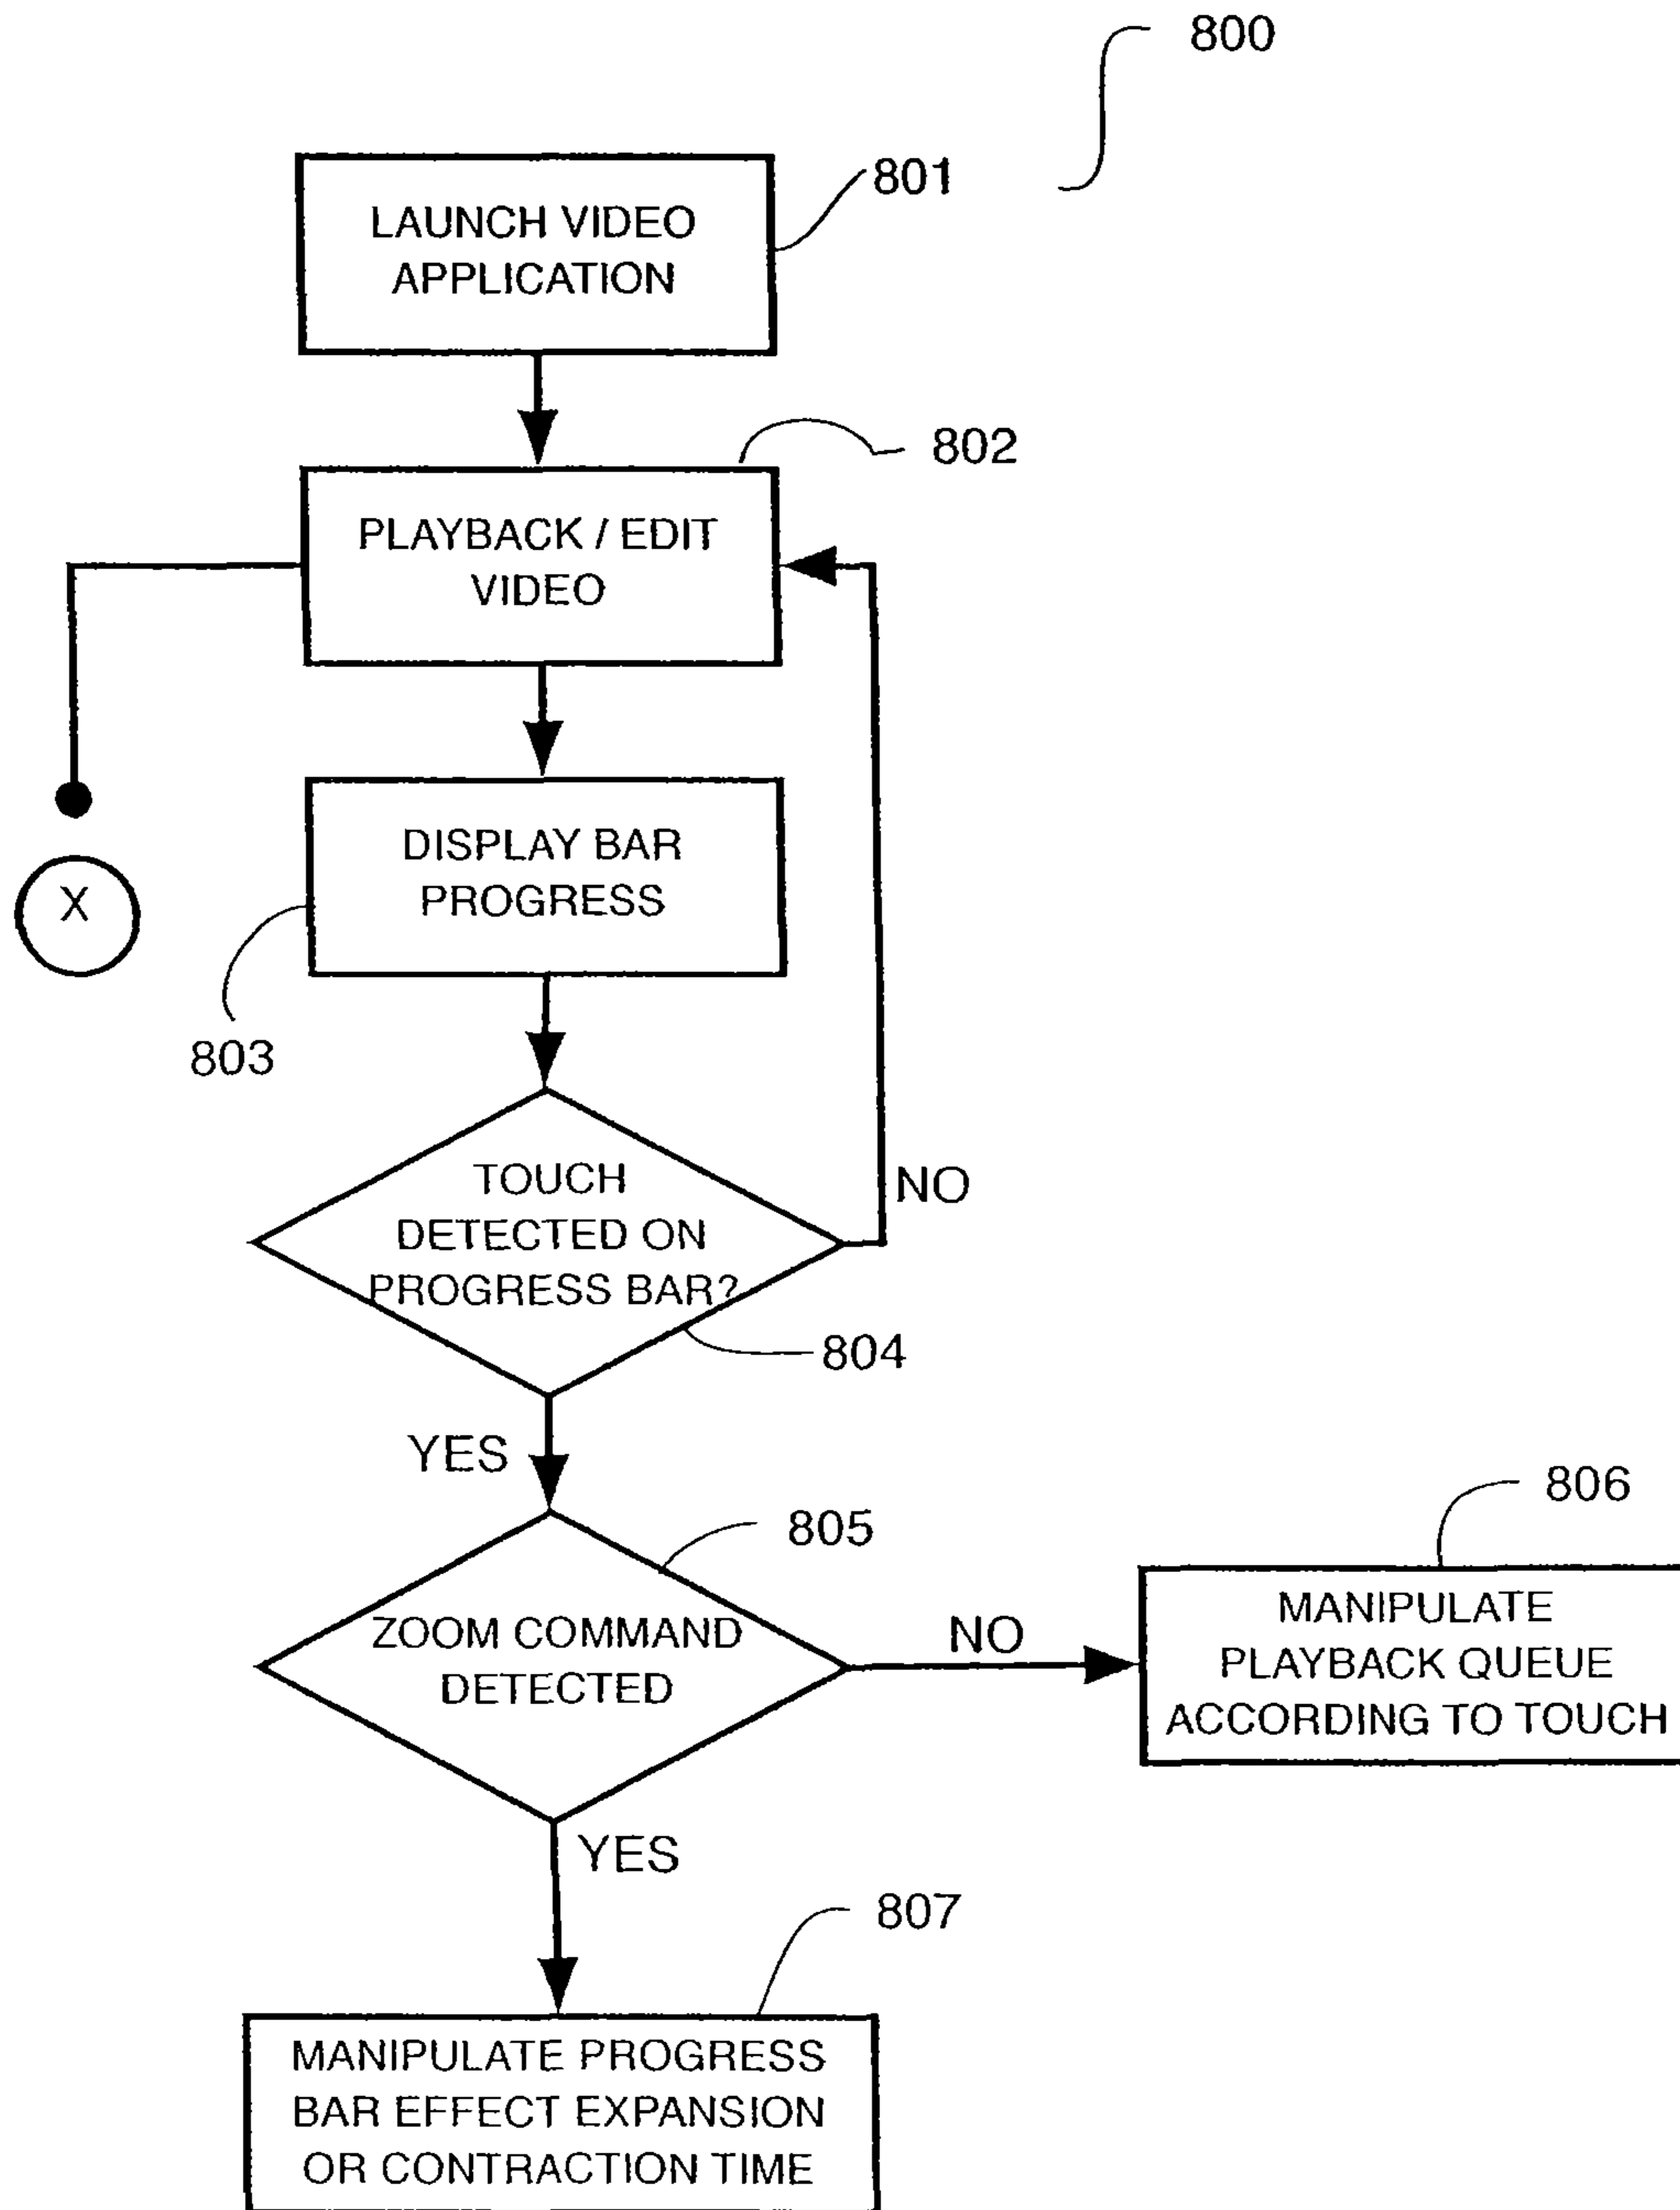 800
LAUNCH VIDEO
APPLICATION
801
802
PLAYBACK / EDIT
VIDEO
X
DISPLAY BAR
PROGRESS
803
TOUCH
DETECTED ON
PROGRESS BAR?
NO
804
YES
805
ZOOM COMMAND
DETECTED
NO
806
MANIPULATE
PLAYBACK QUEUE
ACCORDING TO TOUCH
YES
807
MANIPULATE PROGRESS
BAR EFFECT EXPANSION
OR CONTRACTION TIME